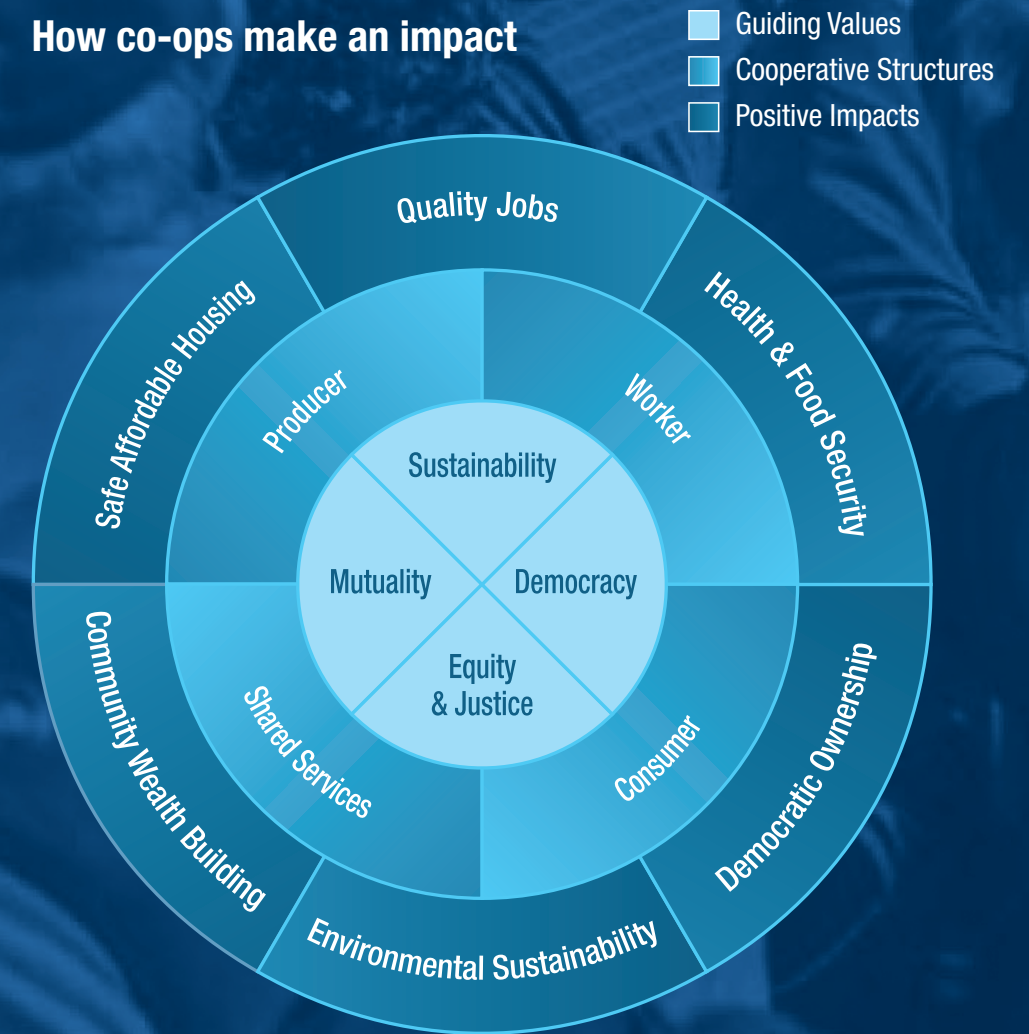 How co-ops make an impact
Guiding Values
Cooperative Structures
Positive Impacts
Quality Jobs
Health & Food Security
Democratic Ownership
Environmental Sustainability
Community Wealth Building
Safe Affordable Housing
Producer
Worker
Consumer
Shared Services
Sustainability
Mutuality
Democracy
Equity
& Justice